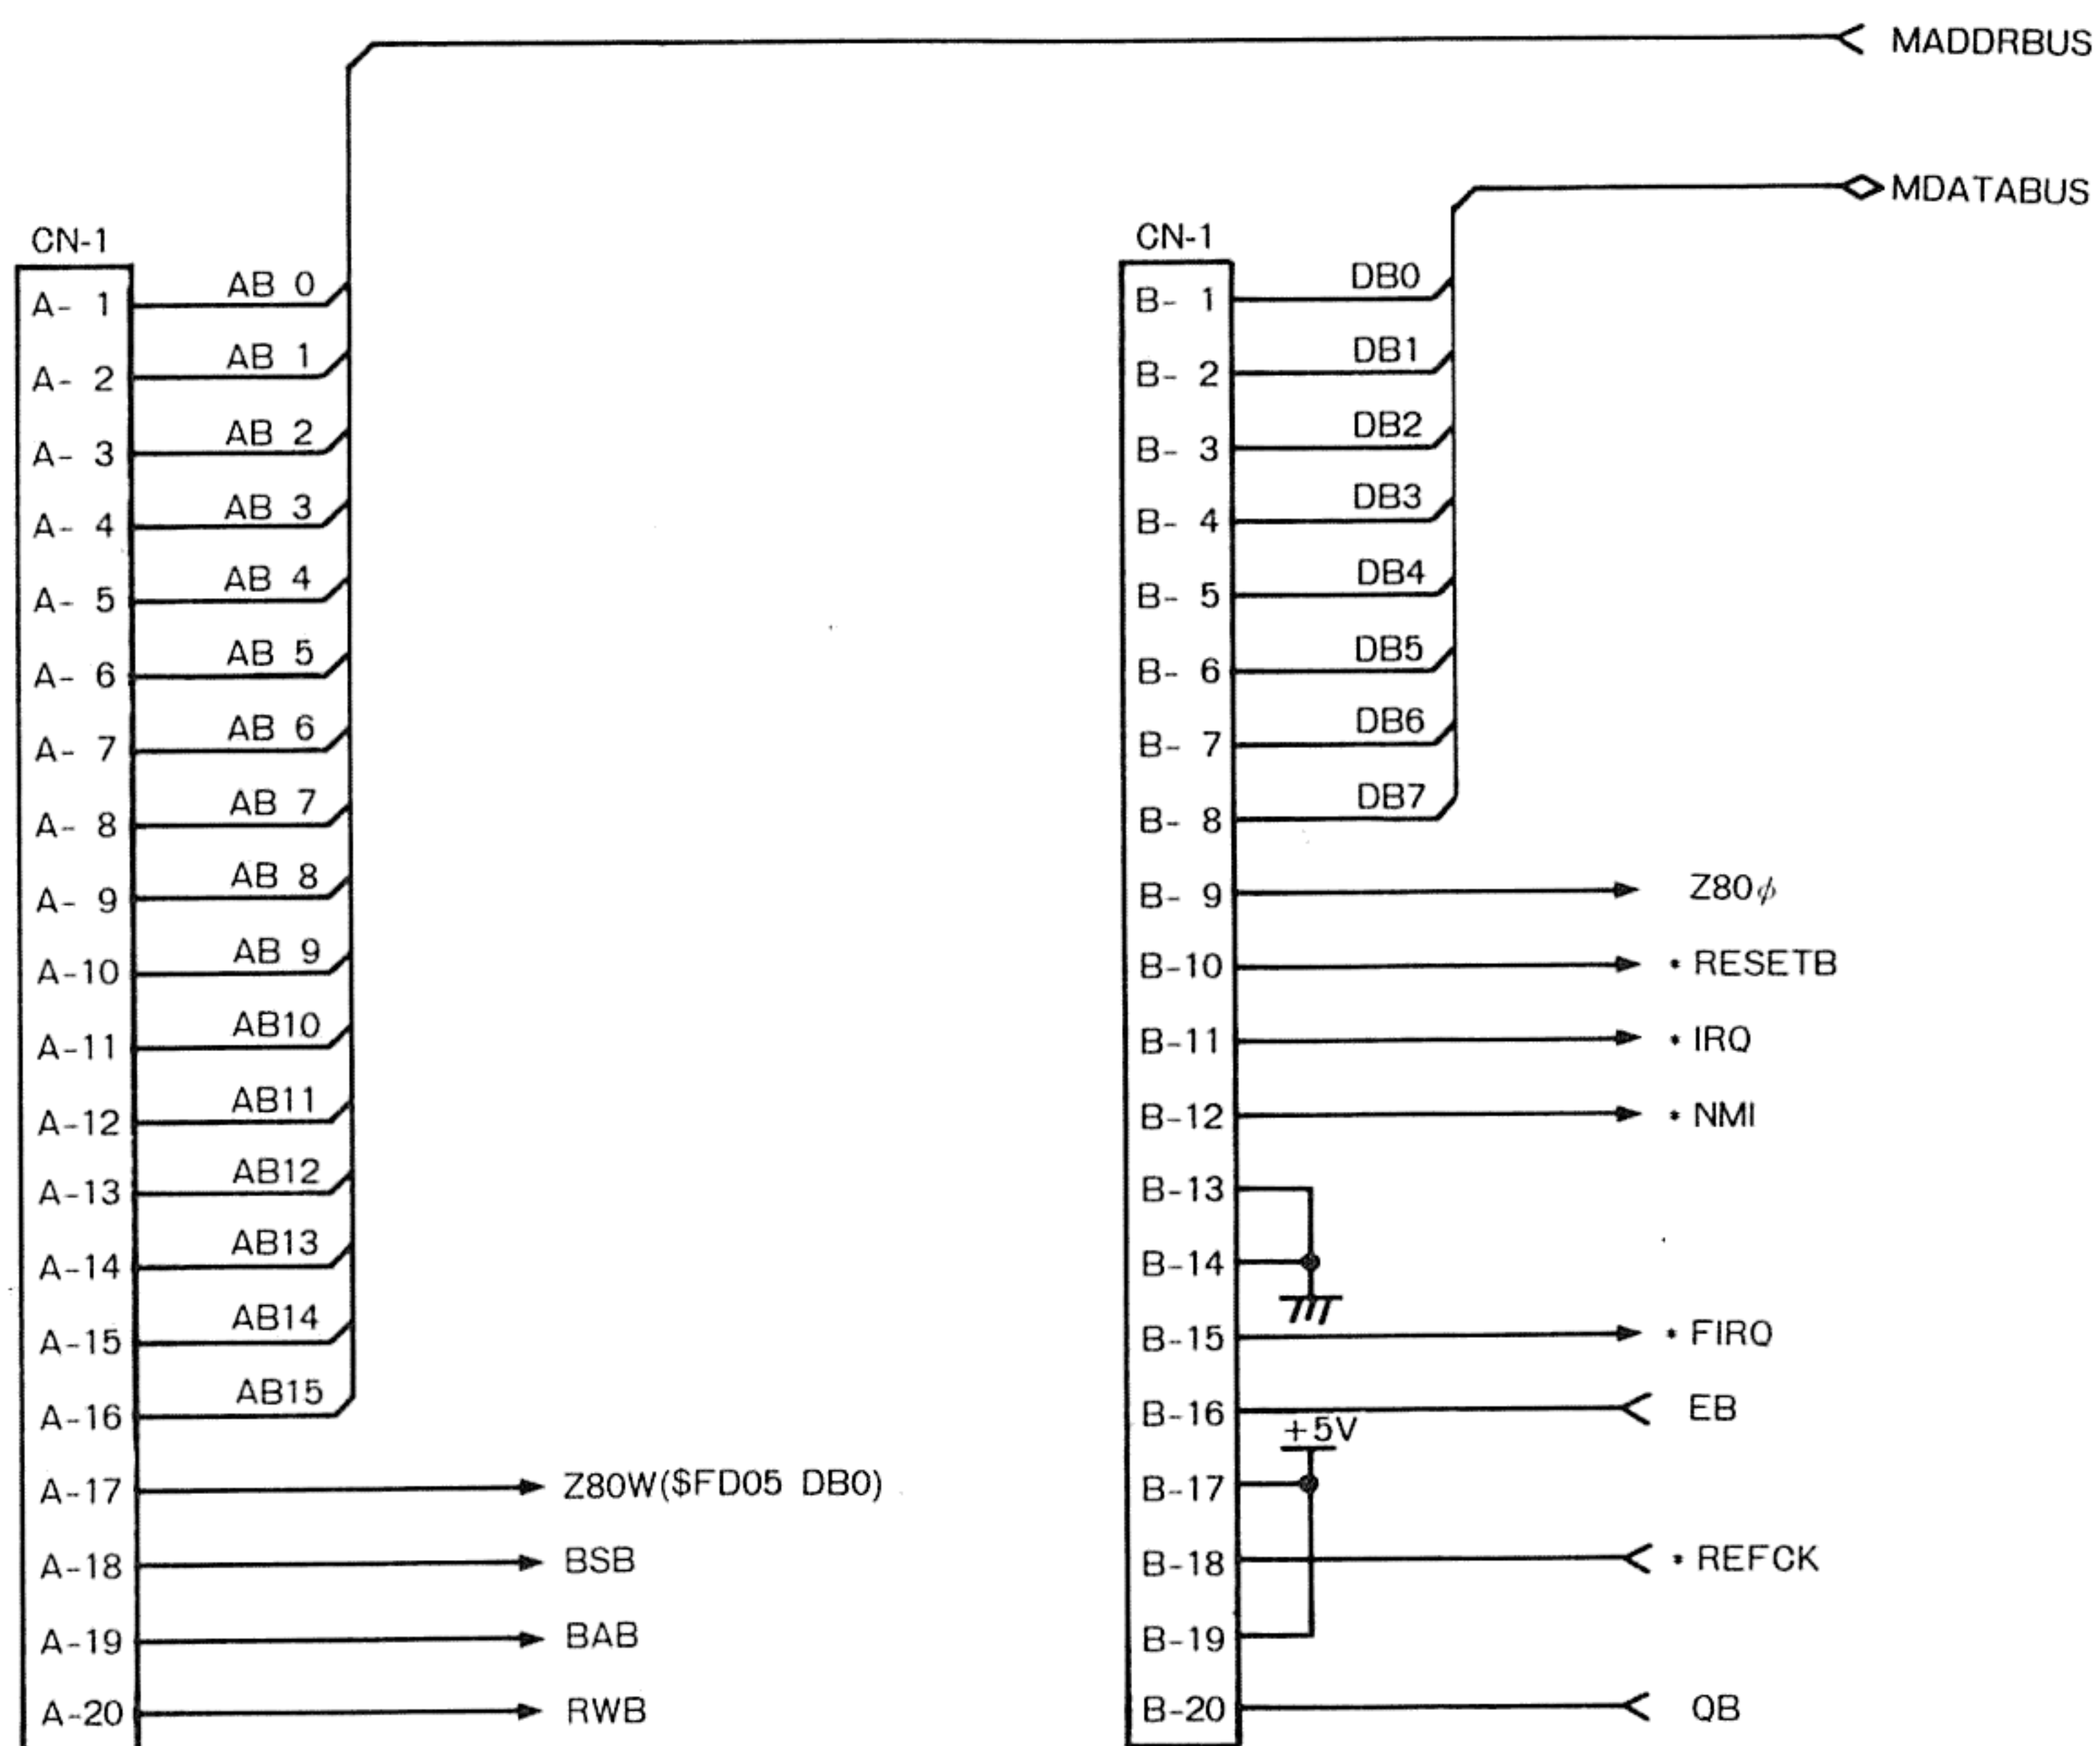 MADDRBUS
MDATABUS
CN-1
A- 1 AB 0
A- 2 AB 1
A- 3 AB 2
A- 4 AB 3
A- 5 AB 4
A- 6 AB 5
A- 7 AB 6
A- 8 AB 7
A- 9 AB 8
A-10 AB 9
A-11 AB10
A-12 AB11
A-13 AB12
A-14 AB13
A-15 AB14
A-16 AB15
A-17 Z80W($FD05 DB0)
A-18 BSB
A-19 BAB
A-20 RWB
CN-1
B- 1 DB0
B- 2 DB1
B- 3 DB2
B- 4 DB3
B- 5 DB4
B- 6 DB5
B- 7 DB6
B- 8 DB7
B- 9 Z80ϕ
B-10 * RESETB
B-11 * IRQ
B-12 * NMI
B-13
B-14
B-15 * FIRQ
B-16 EB
+5V
B-17
B-18 * REFCK
B-19
B-20 QB